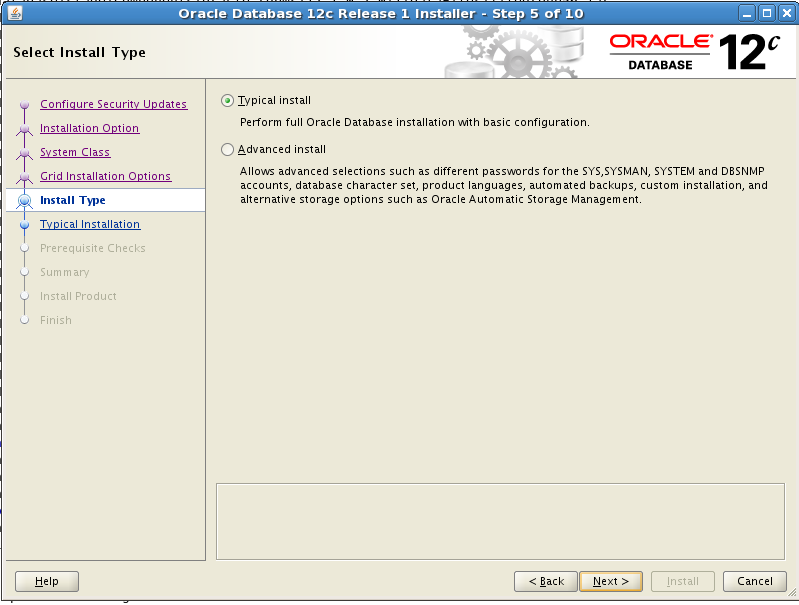 Oracle Database 12c Release 1 Installer - Step 5 of 10
Select Install Type
ORACLE®
DATABASE
12c
Configure Security Updates
Installation Option
System Class
Grid Installation Options
Install Type
Typical Installation
Prerequisite Checks
Summary
Install Product
Finish
Typical install
Perform full Oracle Database installation with basic configuration.
Advanced install
Allows advanced selections such as different passwords for the SYS,SYSMAN, SYSTEM and DBSNMP
accounts, database character set, product languages, automated backups, custom installation, and
alternative storage options such as Oracle Automatic Storage Management.
Help
< Back
Next >
Install
Cancel